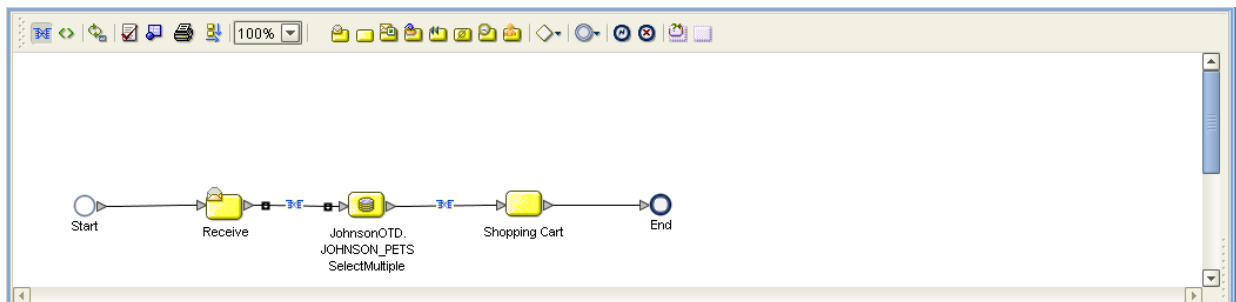 100%
Start
Receive
JohnsonOTD.
JOHNSON_PETS
SelectMultiple
Shopping Cart
End